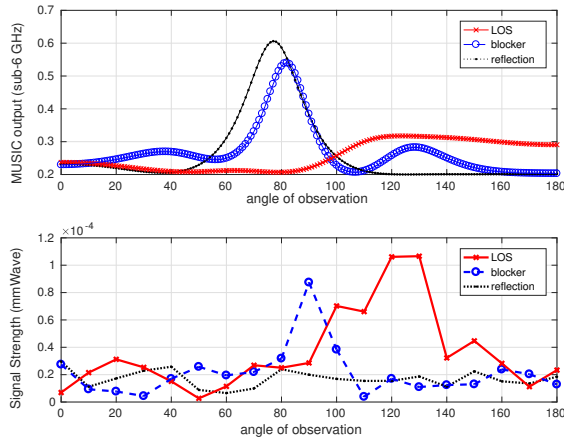 0.7
0.6
0.5
0.4
0.3
0.2
MUSIC output (sub-6 GHz)
LOS
blocker
reflection
0 20 40 60 80 100 120 140 160 180
angle of observation
×10⁻⁴
1.2
1
0.8
0.6
0.4
0.2
0
Signal Strength (mmWave)
LOS
blocker
reflection
0 20 40 60 80 100 120 140 160 180
angle of observation